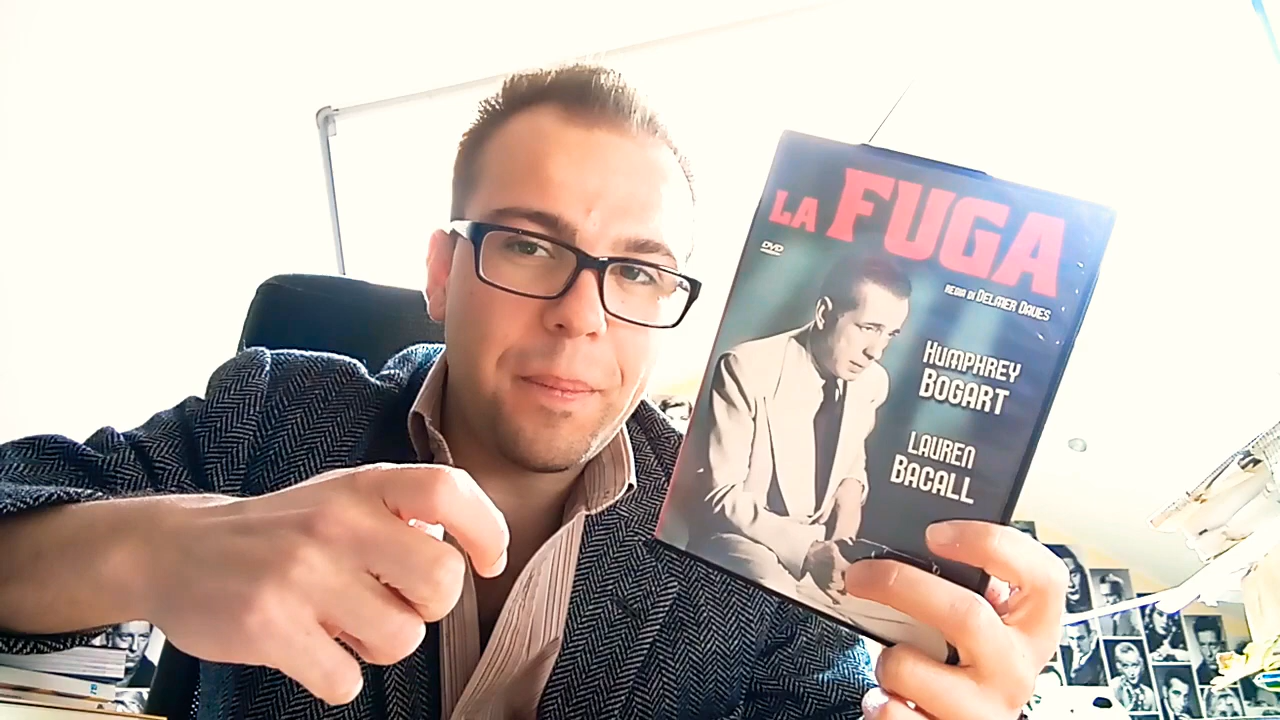 LA FUGA
DVD
REGIA DI DELMER DAVES
HUMPHREY
BOGART
LAUREN
BACALL